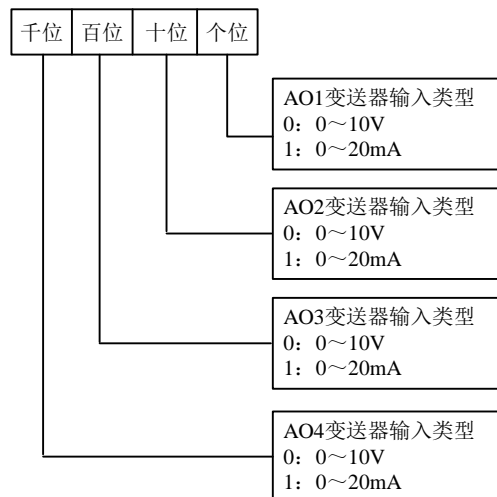 千位 百位 十位 个位
AO1变送器输入类型
0：0～10V
1：0～20mA
AO2变送器输入类型
0：0～10V
1：0～20mA
AO3变送器输入类型
0：0～10V
1：0～20mA
AO4变送器输入类型
0：0～10V
1：0～20mA